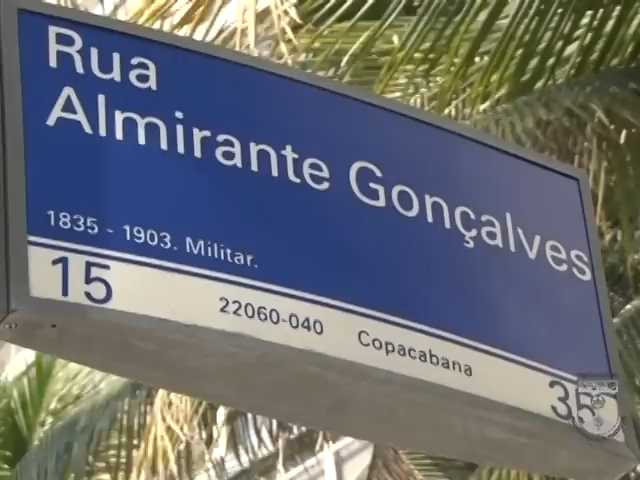 Rua
Almirante Gonçalves
1835 - 1903. Militar.
15 22060-040 Copacabana 35